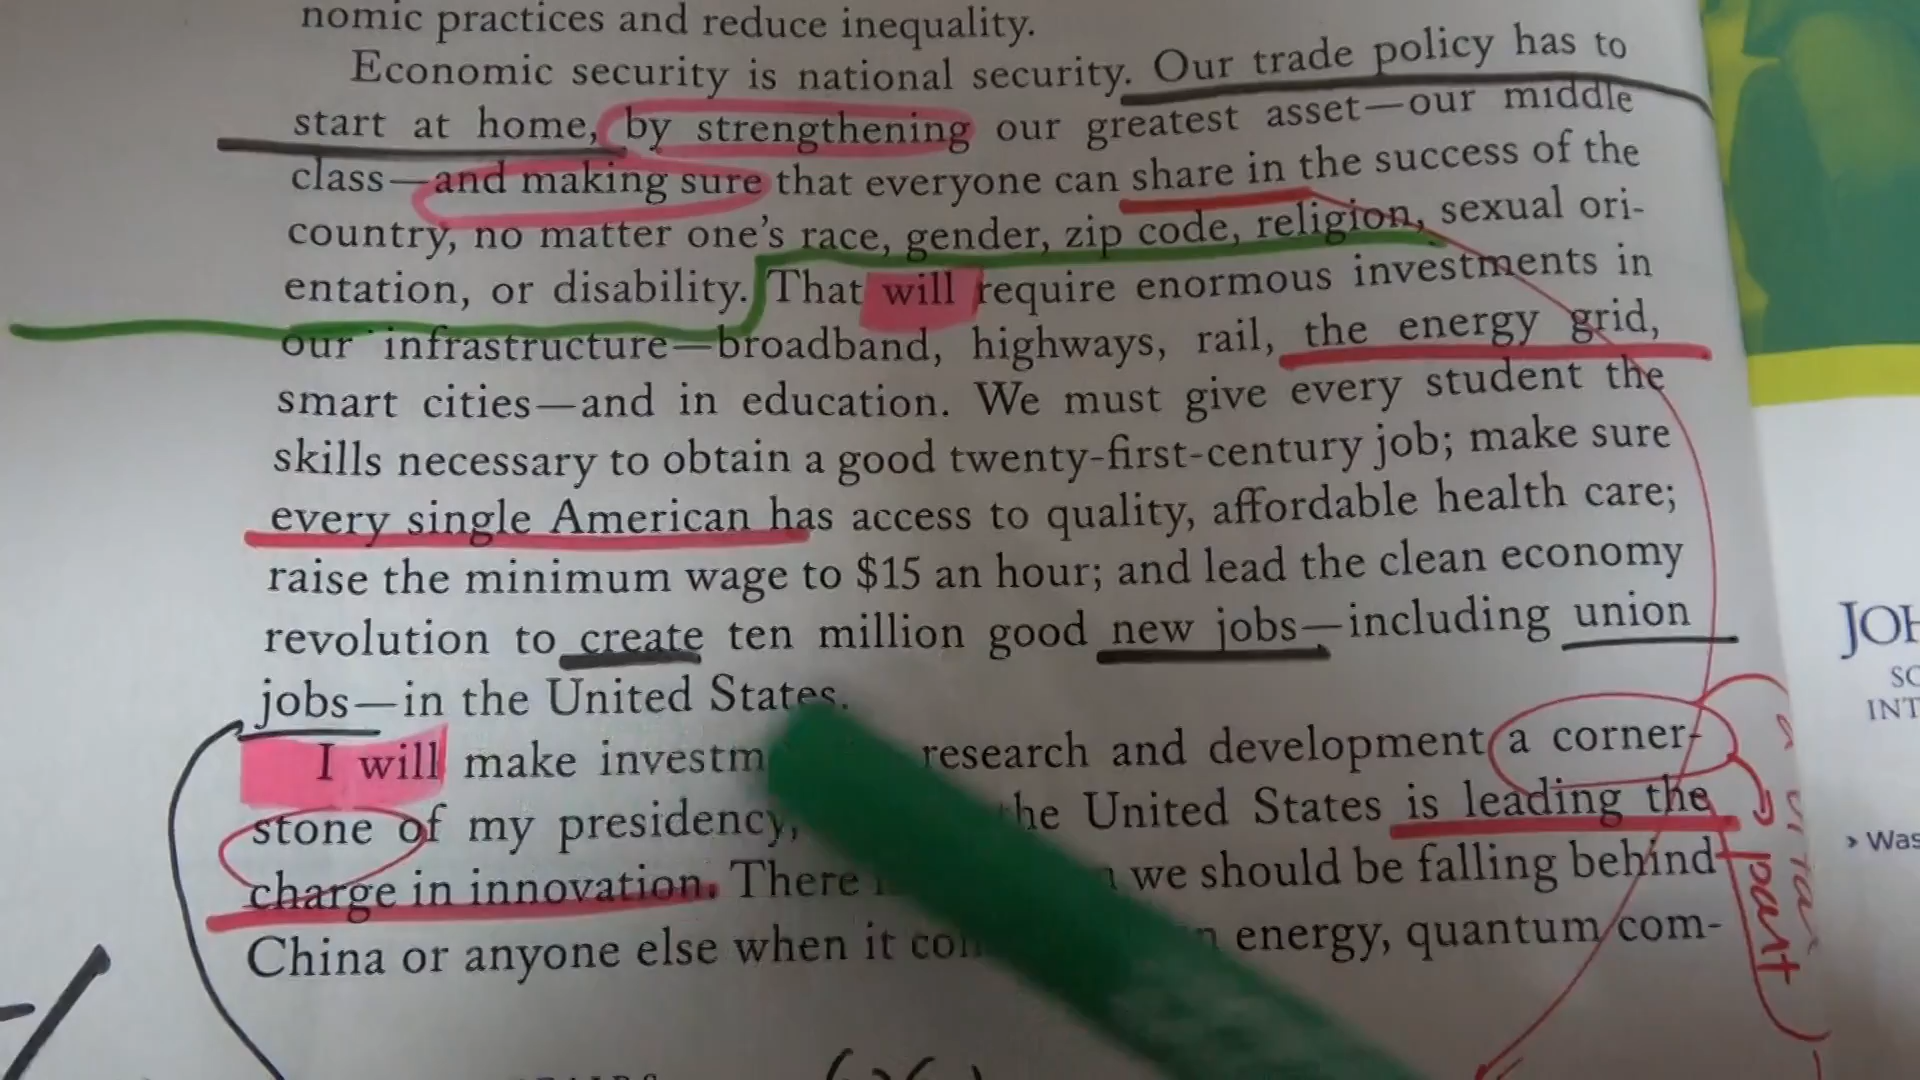 nomic practices and reduce inequality.
Economic security is national security. Our trade policy has to
start at home, by strengthening our greatest asset—our middle
class—and making sure that everyone can share in the success of the
country, no matter one's race, gender, zip code, religion, sexual ori-
entation, or disability. That will require enormous investments in
our infrastructure—broadband, highways, rail, the energy grid,
smart cities—and in education. We must give every student the
skills necessary to obtain a good twenty-first-century job; make sure
every single American has access to quality, affordable health care;
raise the minimum wage to $15 an hour; and lead the clean economy
revolution to create ten million good new jobs—including union
jobs—in the United States.
I will make investm research and development a corner-
stone of my presidency, the United States is leading the
charge in innovation. There we should be falling behind
China or anyone else when it energy, quantum com-
part
JOH
SC
INT
› Was